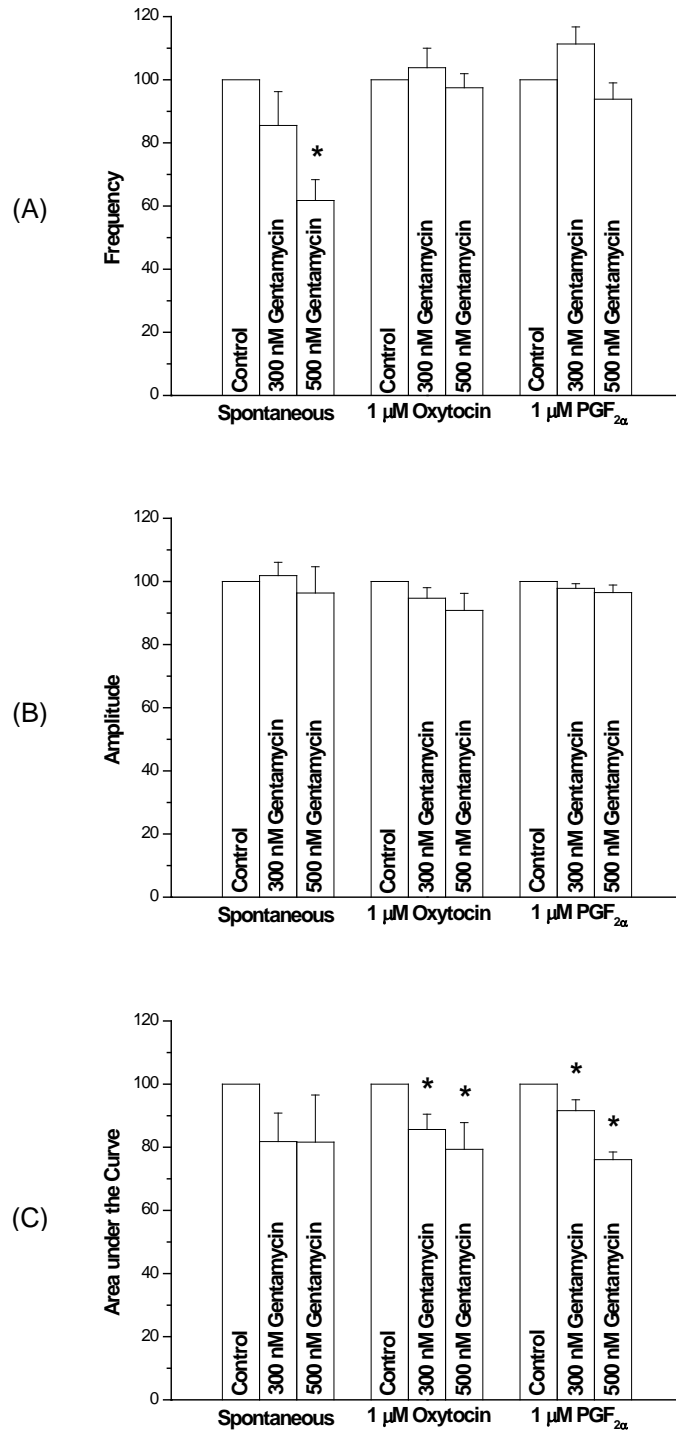 (A)
Frequency
120
100
80
60
40
20
0
*
Control
300 nM Gentamycin
500 nM Gentamycin
Control
300 nM Gentamycin
500 nM Gentamycin
Control
300 nM Gentamycin
500 nM Gentamycin
Spontaneous
1 µM Oxytocin
1 µM PGF2α
(B)
Amplitude
120
100
80
60
40
20
0
Control
300 nM Gentamycin
500 nM Gentamycin
Control
300 nM Gentamycin
500 nM Gentamycin
Control
300 nM Gentamycin
500 nM Gentamycin
Spontaneous
1 µM Oxytocin
1 µM PGF2α
(C)
Area under the Curve
120
100
80
60
40
20
0
*
*
*
*
Control
300 nM Gentamycin
500 nM Gentamycin
Control
300 nM Gentamycin
500 nM Gentamycin
Control
300 nM Gentamycin
500 nM Gentamycin
Spontaneous
1 µM Oxytocin
1 µM PGF2α